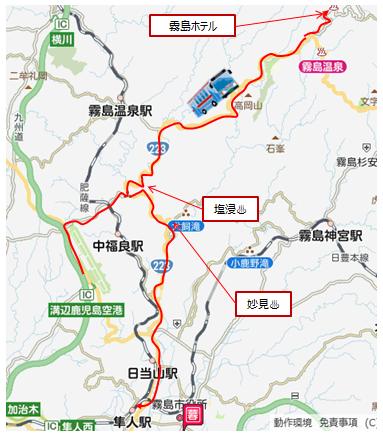 霧島ホテル
IC
横川
霧島温泉
二牟礼岡
霧島温泉駅
高岡山
文字
九州道
223
石峯
霧島杉安
肥薩線
塩浸♨
犬飼滝
霧島神宮駅
中福良駅
小鹿野滝
日豊本線
223
IC
溝辺鹿児島空港
妙見♨
日当山駅
霧島市役所
IC
加治木
隼人西
隼人駅
動作環境 免責事項 (C)